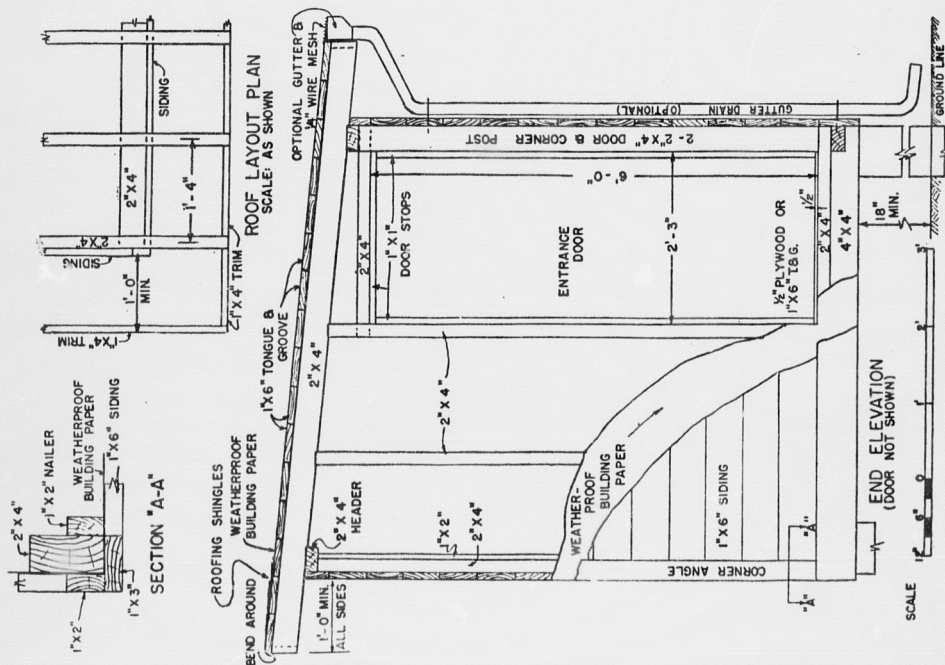 2"X4"
1"X2" NAILER
WEATHERPROOF
BUILDING PAPER
1"X6" SIDING
1"X2"
1"X3"
SECTION "A-A"
1"X4" TRIM
1'-0"
MIN.
SIDING
2"X4"
2"X4"
1'-4"
SIDING
1"X4" TRIM
ROOF LAYOUT PLAN
SCALE: AS SHOWN
BEND AROUND
ROOFING SHINGLES
WEATHERPROOF
BUILDING PAPER
1"X6" TONGUE &
GROOVE
OPTIONAL GUTTER &
WIRE MESH
2"X4"
1'-0" MIN.
ALL SIDES
2"X4"
HEADER
1"X2"
2"X4"
2"X4"
2"X4"
1"X1"
DOOR STOPS
6'-0"
2'-3"
ENTRANCE
DOOR
2-2"X4" DOOR & CORNER POST
GUTTER DRAIN
(OPTIONAL)
1/2"
1/2" PLYWOOD OR
1"X6" T&G.
2"X4"
4"X4"
18"
MIN.
GROUND LINE
WEATHER-
PROOF
BUILDING
PAPER
1"X6" SIDING
CORNER ANGLE
"A"
"A"
END ELEVATION
(DOOR NOT SHOWN)
SCALE
1' 6" 0 1' 2' 3'